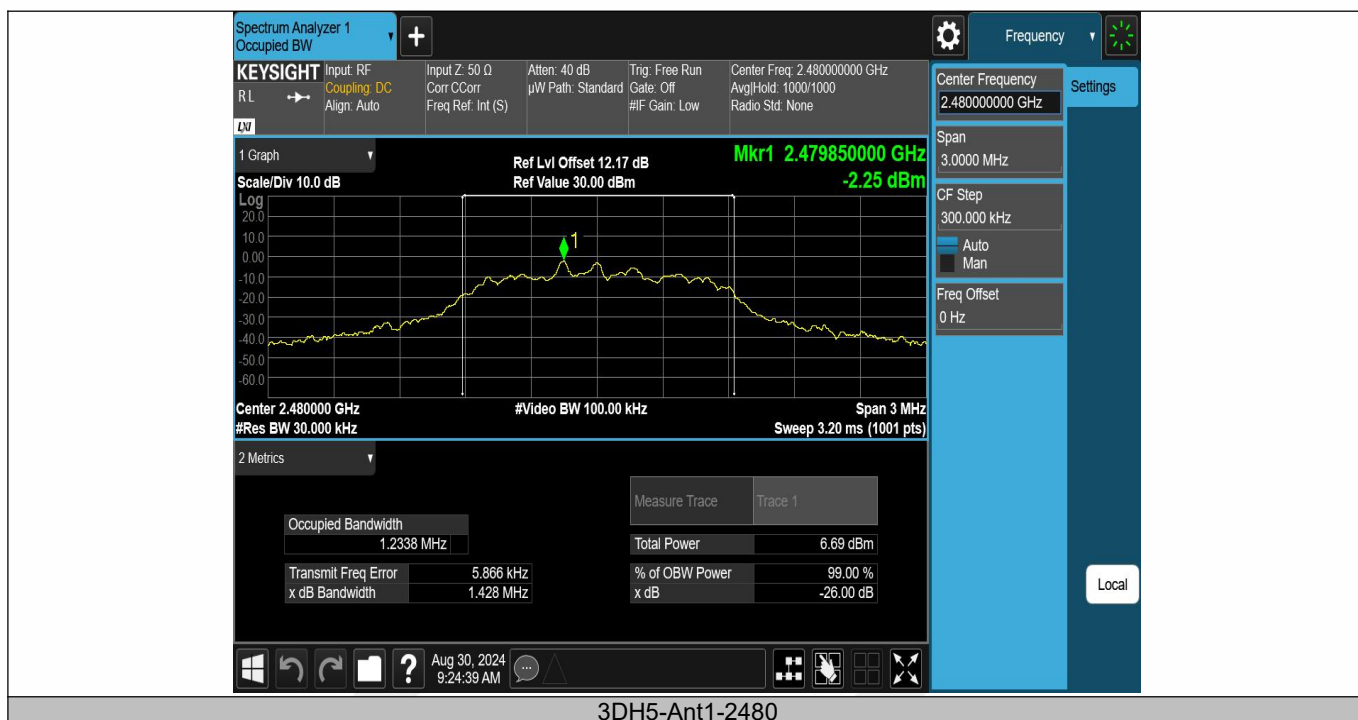 Spectrum Analyzer 1
Occupied BW
+
Frequency
KEYSIGHT
R L
LXI
Input: RF
Coupling: DC
Align: Auto
Input Z: 50 Ω
Corr CCorr
Freq Ref: Int (S)
Atten: 40 dB
µW Path: Standard
Trig: Free Run
Gate: Off
#IF Gain: Low
Center Freq: 2.480000000 GHz
Avg|Hold: 1000/1000
Radio Std: None
Center Frequency
2.480000000 GHz
Settings
Span
3.0000 MHz
CF Step
300.000 kHz
Auto
Man
Freq Offset
0 Hz
Local
1 Graph
Scale/Div 10.0 dB
Ref Lvl Offset 12.17 dB
Ref Value 30.00 dBm
Mkr1 2.479850000 GHz
-2.25 dBm
Log
20.0
10.0
0.00
-10.0
-20.0
-30.0
-40.0
-50.0
-60.0
1
Center 2.480000 GHz
#Video BW 100.00 kHz
Span 3 MHz
#Res BW 30.000 kHz
Sweep 3.20 ms (1001 pts)
2 Metrics
Measure Trace
Trace 1
Occupied Bandwidth
1.2338 MHz
Total Power 6.69 dBm
Transmit Freq Error 5.866 kHz
% of OBW Power 99.00 %
x dB Bandwidth 1.428 MHz
x dB -26.00 dB
?
Aug 30, 2024
9:24:39 AM
3DH5-Ant1-2480